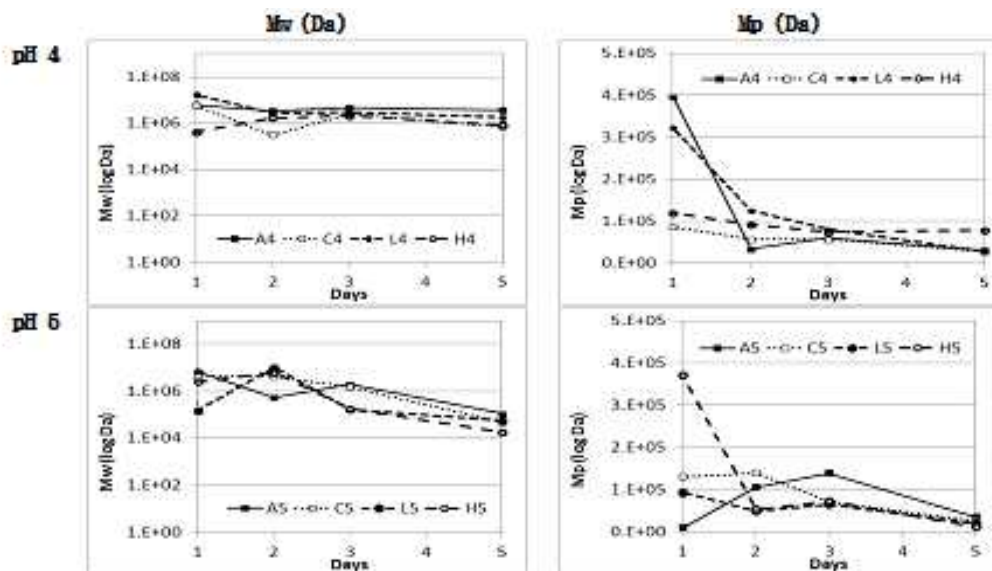 Mw (Da)
Mp (Da)
pH 4
1.E+08
1.E+06
1.E+04
1.E+02
1.E+00
Mw(logDa)
A4 C4 L4 H4
1 2 3 4 5
Days
5.E+05
4.E+05
3.E+05
2.E+05
1.E+05
0.E+00
Mp(logDa)
A4 C4 L4 H4
1 2 3 4 5
Days
pH 5
1.E+08
1.E+06
1.E+04
1.E+02
1.E+00
Mw(logDa)
A5 C5 L5 H5
1 2 3 4 5
Days
5.E+05
4.E+05
3.E+05
2.E+05
1.E+05
0.E+00
Mp(logDa)
A5 C5 L5 H5
1 2 3 4 5
Days